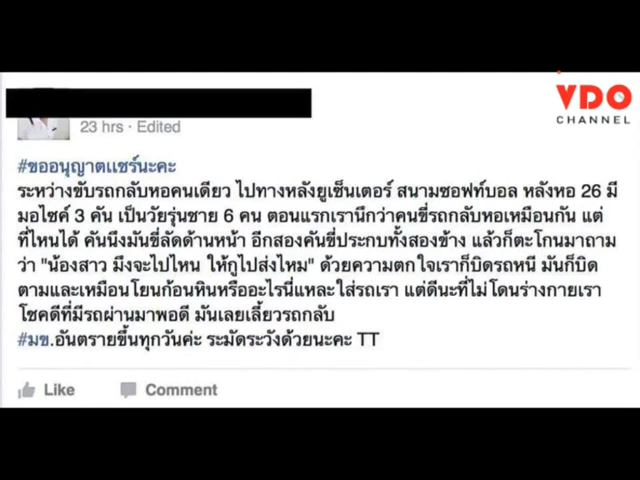 VDO
CHANNEL
23 hrs · Edited
#ขออนุญาตแชร์นะคะ
ระหว่างขับรถกลับหอคนเดียว ไปทางหลังยูเซ็นเตอร์ สนามซอฟท์บอล หลังหอ 26 มี
มอไซค์ 3 คัน เป็นวัยรุ่นชาย 6 คน ตอนแรกเรานึกว่าคนขี่รถกลับหอเหมือนกัน แต่
ที่ไหนได้ คันนึงมันขี่ลัดด้านหน้า อีกสองคันขี่ประกบทั้งสองข้าง แล้วก็ตะโกนมาถาม
ว่า "น้องสาว มึงจะไปไหน ให้กูไปส่งไหม" ด้วยความตกใจเราก็บิดรถหนี มันก็บิด
ตามและเหมือนโยนก้อนหินหรืออะไรนี่แหละใส่รถเรา แต่ดีนะที่ไม่โดนร่างกายเรา
โชคดีที่มีรถผ่านมาพอดี มันเลยเลี้ยวรถกลับ
#มข.อันตรายขึ้นทุกวันค่ะ ระมัดระวังด้วยนะคะ TT
Like
Comment